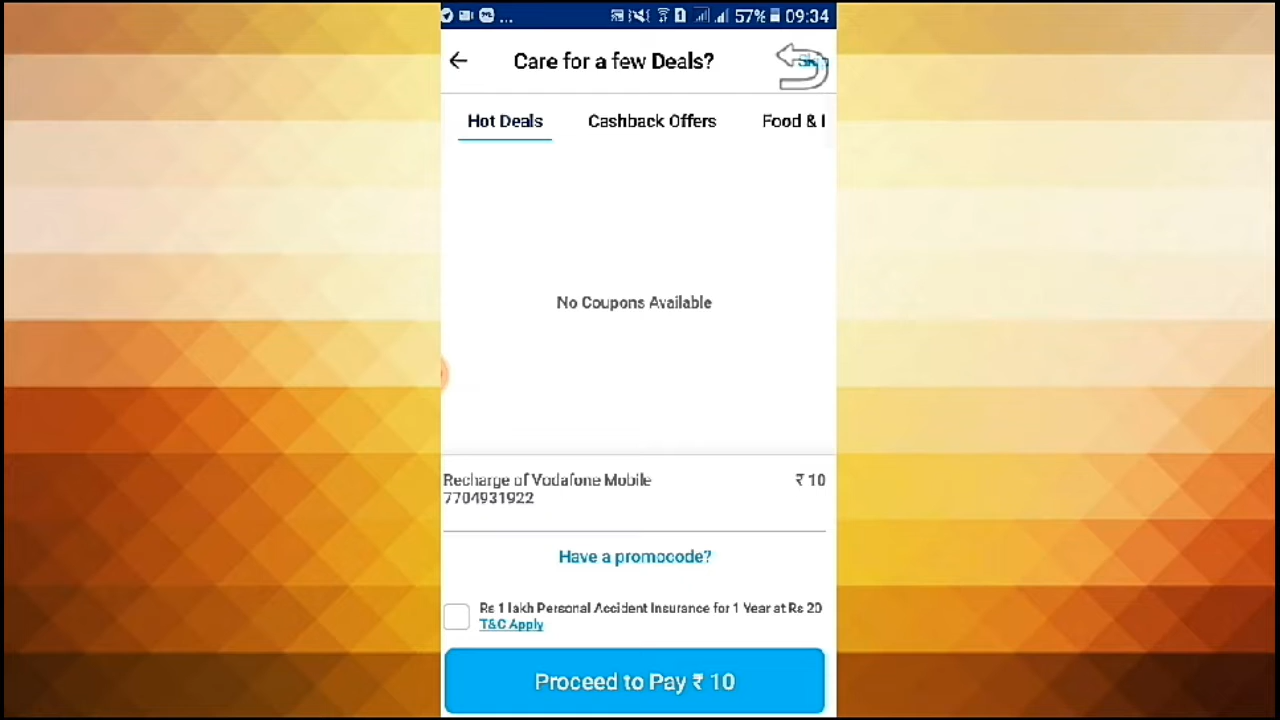 ... 57% 09:34
Care for a few Deals?
Hot Deals Cashback Offers Food &
No Coupons Available
Recharge of Vodafone Mobile ₹ 10
7704931922
Have a promocode?
Rs 1 lakh Personal Accident Insurance for 1 Year at Rs 20
T&C Apply
Proceed to Pay ₹ 10